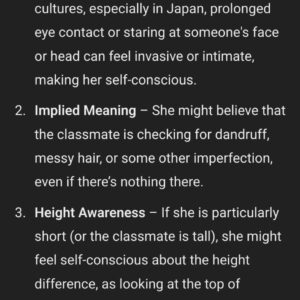 cultures, especially in Japan, prolonged
eye contact or staring at someone's face
or head can feel invasive or intimate,
making her self-conscious.
2. Implied Meaning – She might believe that
the classmate is checking for dandruff,
messy hair, or some other imperfection,
even if there’s nothing there.
3. Height Awareness – If she is particularly
short (or the classmate is tall), she might
feel self-conscious about the height
difference, as looking at the top of